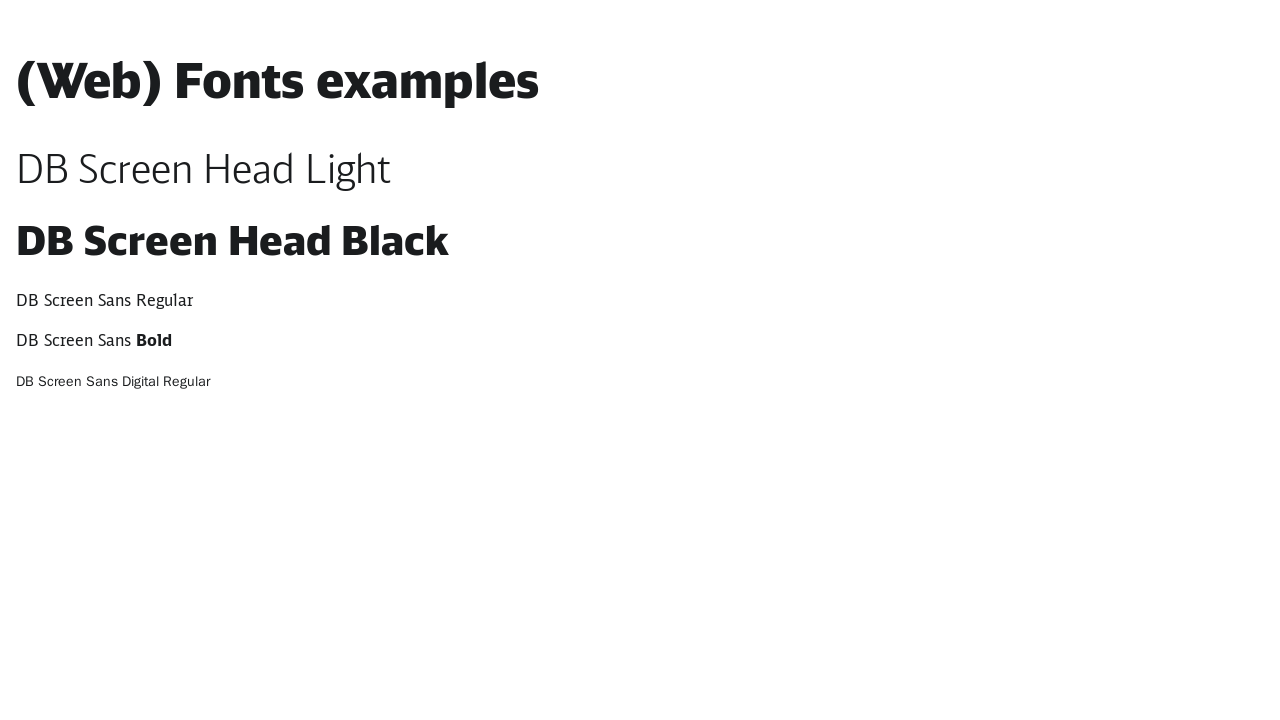 (Web) Fonts examples
DB Screen Head Light
DB Screen Head Black
DB Screen Sans Regular
DB Screen Sans Bold
DB Screen Sans Digital Regular